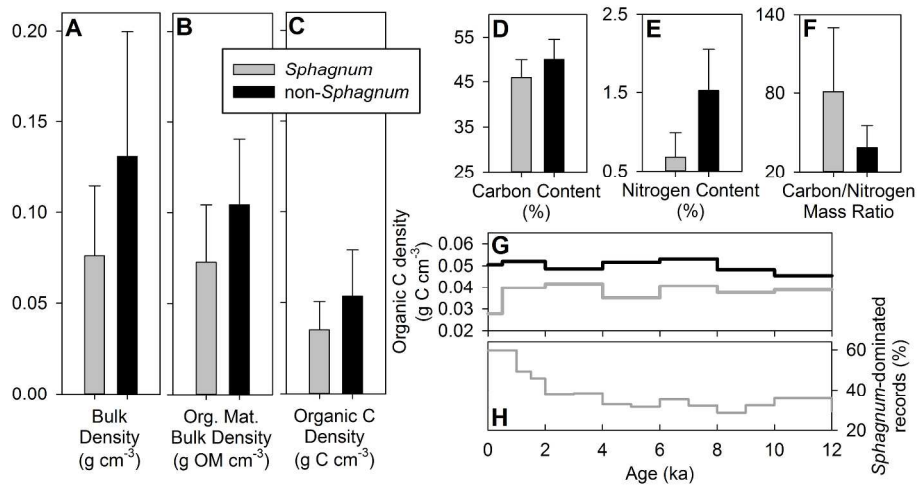 A
B
C
0.20
0.15
0.10
0.05
0.00
Sphagnum
non-Sphagnum
Bulk
Density
(g cm-3)
Org. Mat.
Bulk Density
(g OM cm-3)
Organic C
Density
(g C cm-3)
D
55
45
35
25
Carbon Content
(%)
E
2.5
1.5
0.5
Nitrogen Content
(%)
F
140
80
20
Carbon/Nitrogen
Mass Ratio
G
Organic C density
(g C cm-3)
0.06
0.05
0.04
0.03
0.02
H
60
40
20
Sphagnum-dominated
records (%)
0 2 4 6 8 10 12
Age (ka)